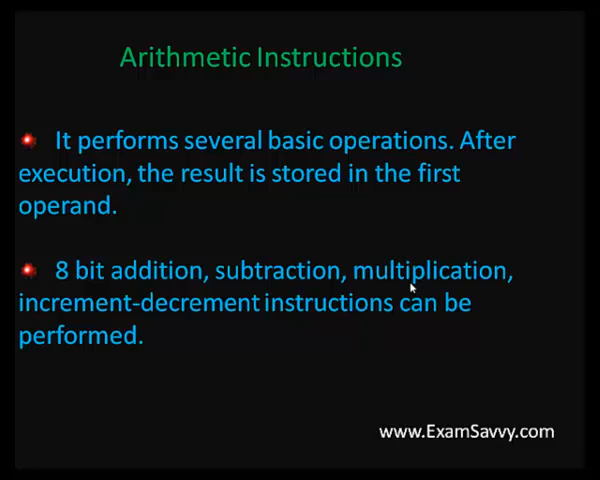 Arithmetic Instructions
It performs several basic operations. After
execution, the result is stored in the first
operand.
8 bit addition, subtraction, multiplication,
increment-decrement instructions can be
performed.
www.ExamSavvy.com